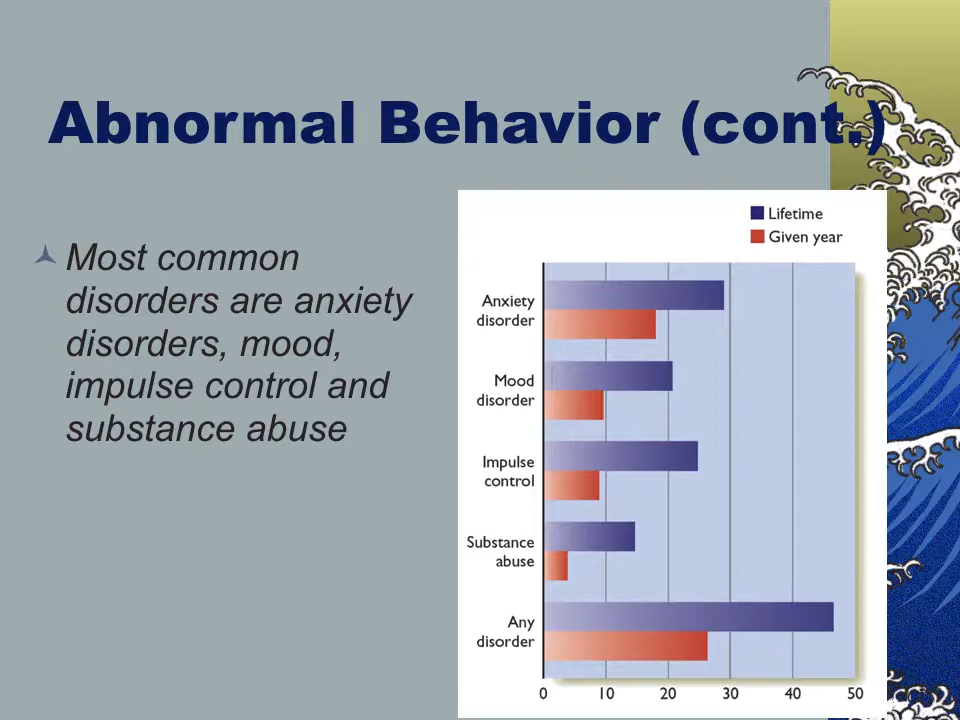 Abnormal Behavior (cont.)
Most common
disorders are anxiety
disorders, mood,
impulse control and
substance abuse
Lifetime
Given year
Anxiety
disorder
Mood
disorder
Impulse
control
Substance
abuse
Any
disorder
0 10 20 30 40 50